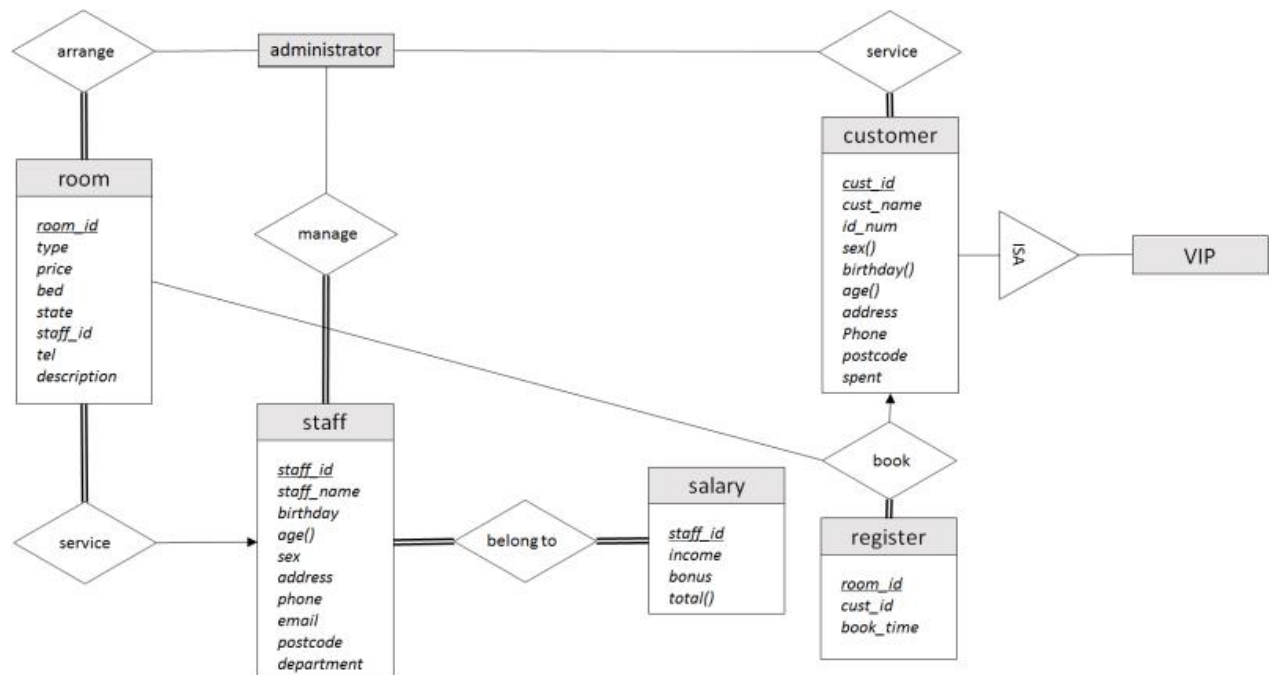 arrange
administrator
service
customer
cust_id
cust_name
id_num
sex()
birthday()
age()
address
Phone
postcode
spent
ISA
VIP
room
room_id
type
price
bed
state
staff_id
tel
description
manage
staff
staff_id
staff_name
birthday
age()
sex
address
phone
email
postcode
department
service
belong to
salary
staff_id
income
bonus
total()
book
register
room_id
cust_id
book_time